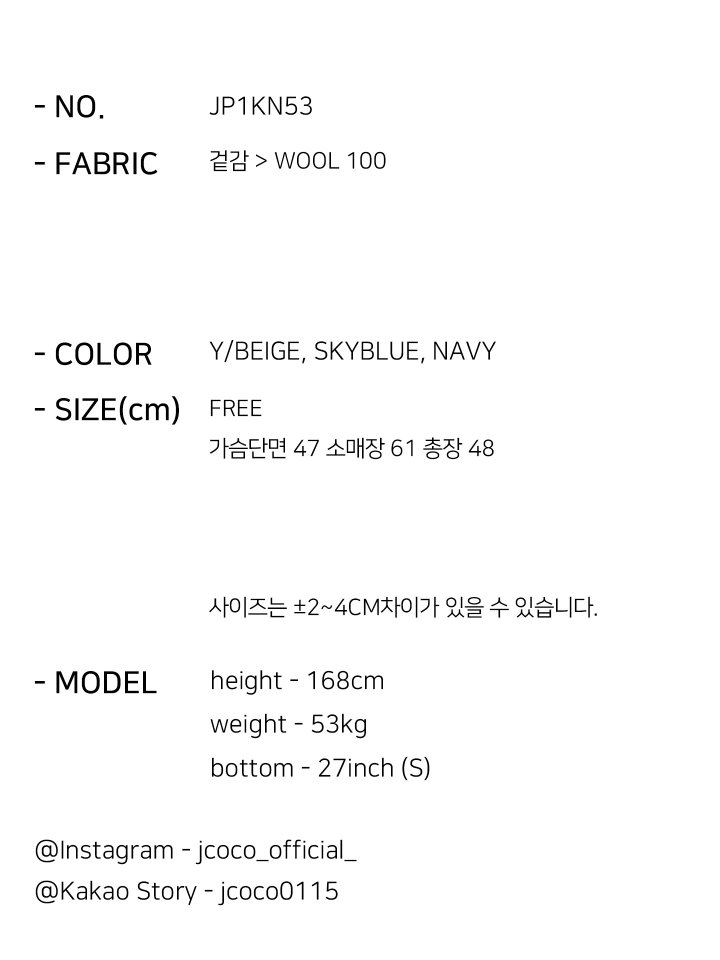 - NO. JP1KN53
- FABRIC 겉감 > WOOL 100
- COLOR Y/BEIGE, SKYBLUE, NAVY
- SIZE(cm) FREE
가슴단면 47 소매장 61 총장 48
사이즈는 ±2~4CM차이가 있을 수 있습니다.
- MODEL height - 168cm
weight - 53kg
bottom - 27inch (S)
@Instagram - jcoco_official_
@Kakao Story - jcoco0115